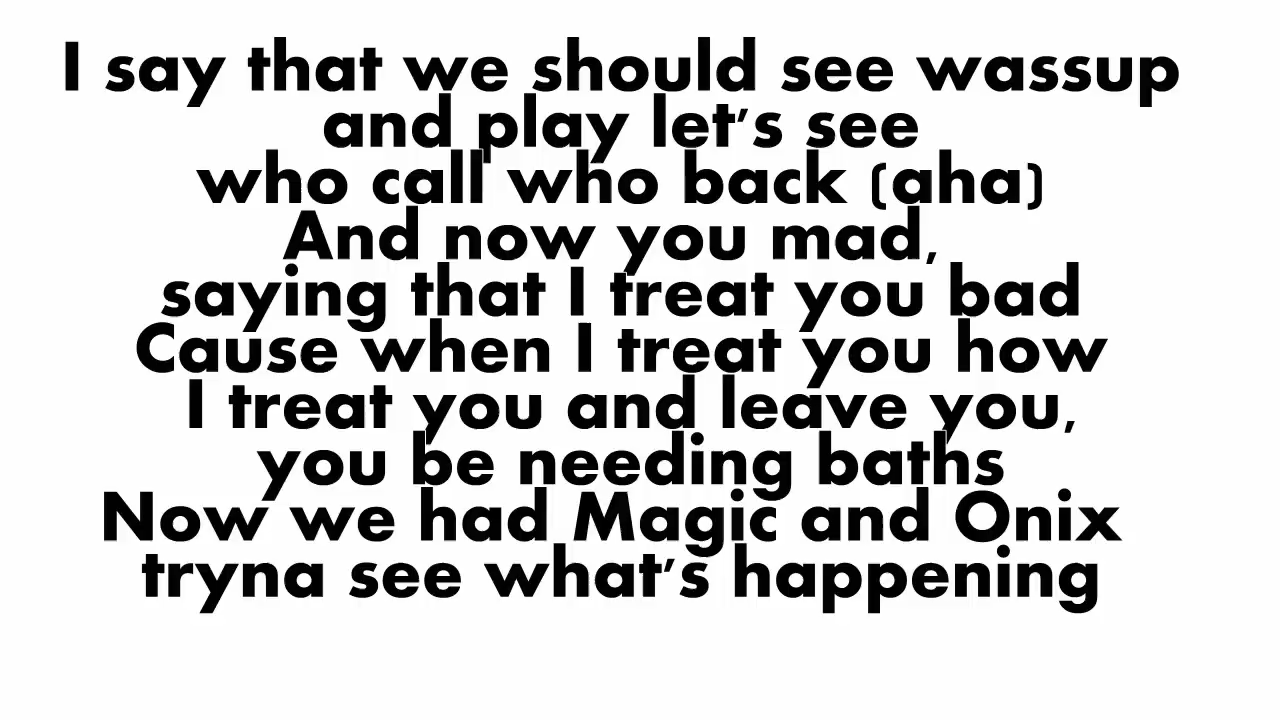 I say that we should see wassup
and play let's see
who call who back (aha)
And now you mad,
saying that I treat you bad
Cause when I treat you how
I treat you and leave you,
you be needing baths
Now we had Magic and Onix
tryna see what's happening